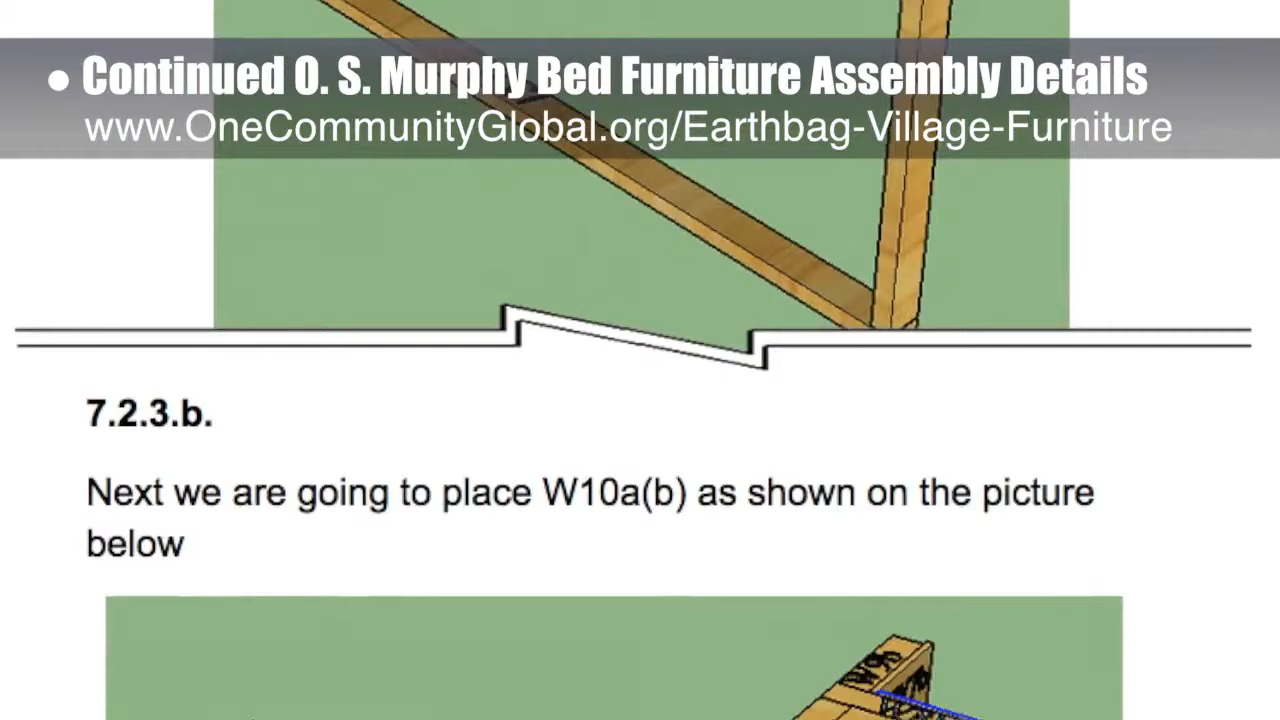 ● Continued O. S. Murphy Bed Furniture Assembly Details
www.OneCommunityGlobal.org/Earthbag-Village-Furniture
7.2.3.b.
Next we are going to place W10a(b) as shown on the picture
below